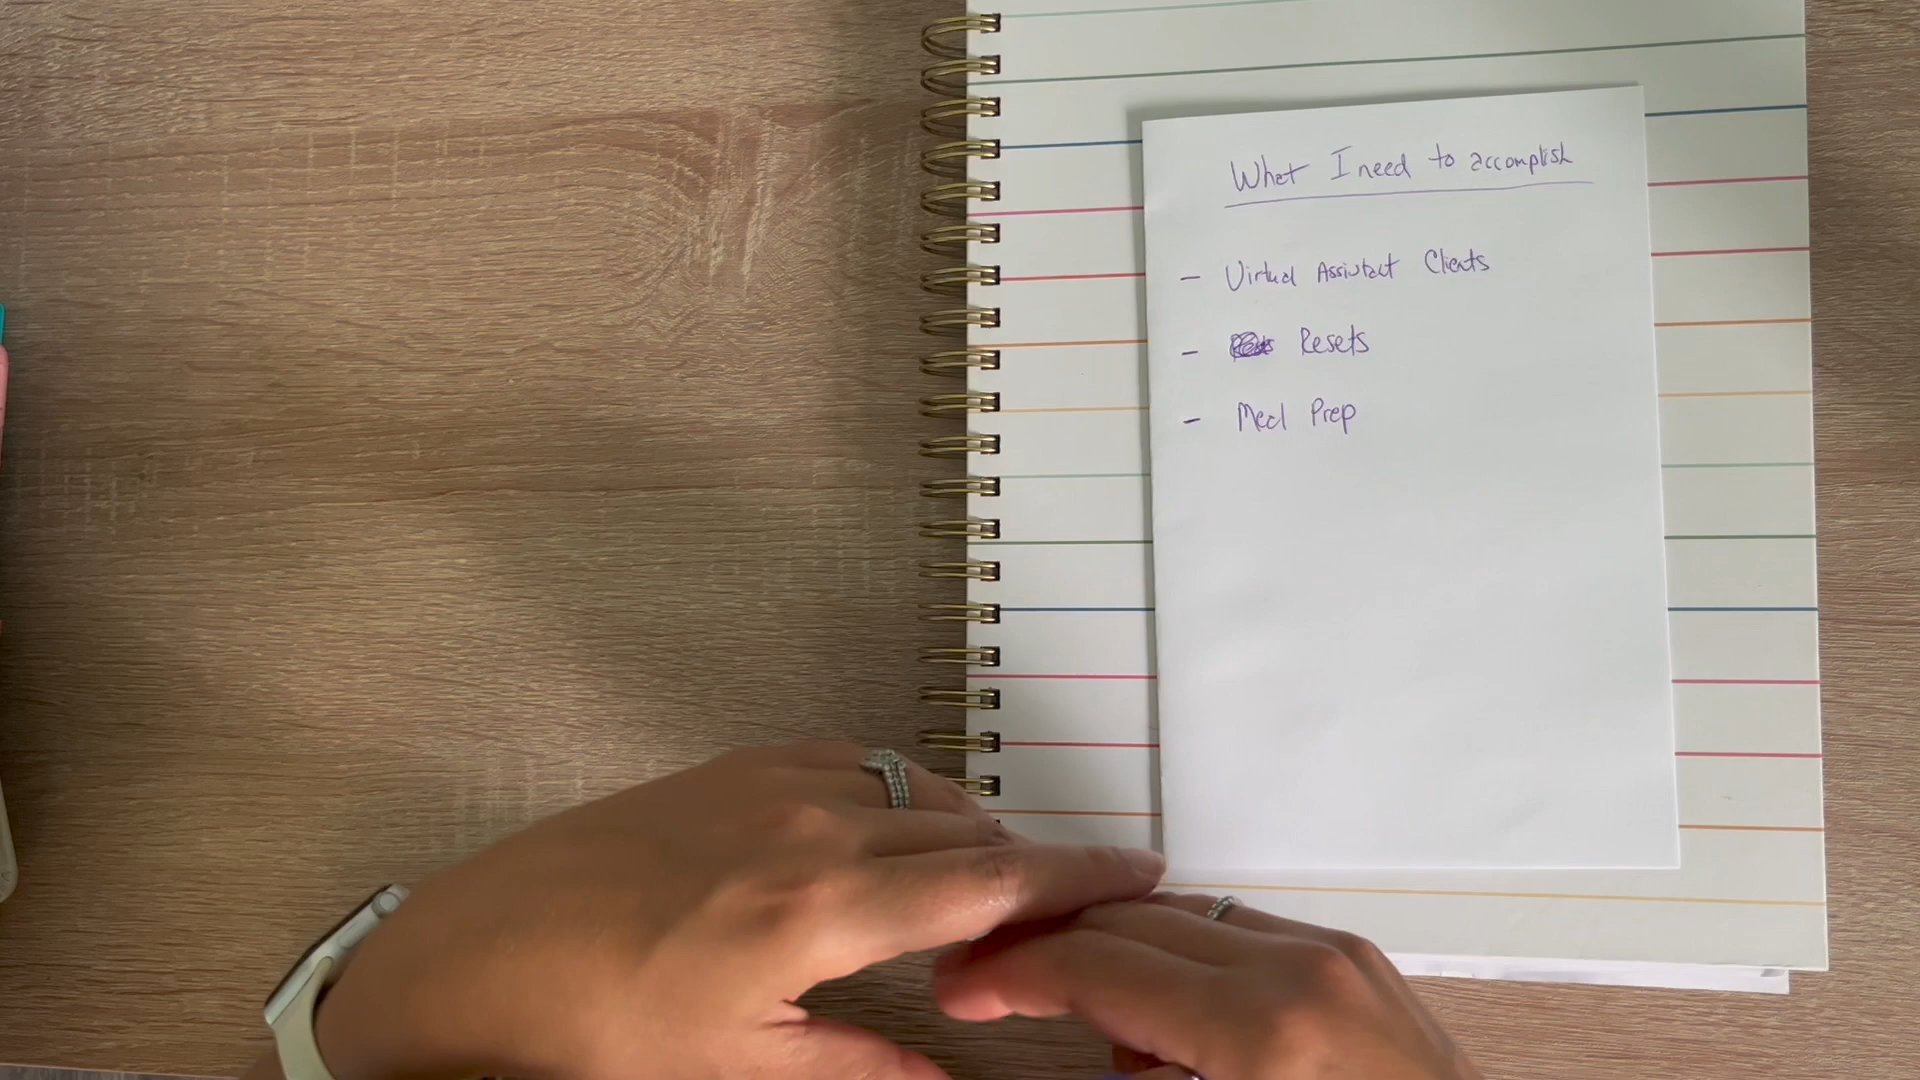 What I need to accomplish
- Virtual Assistant Clients
- Resets
- Meal Prep